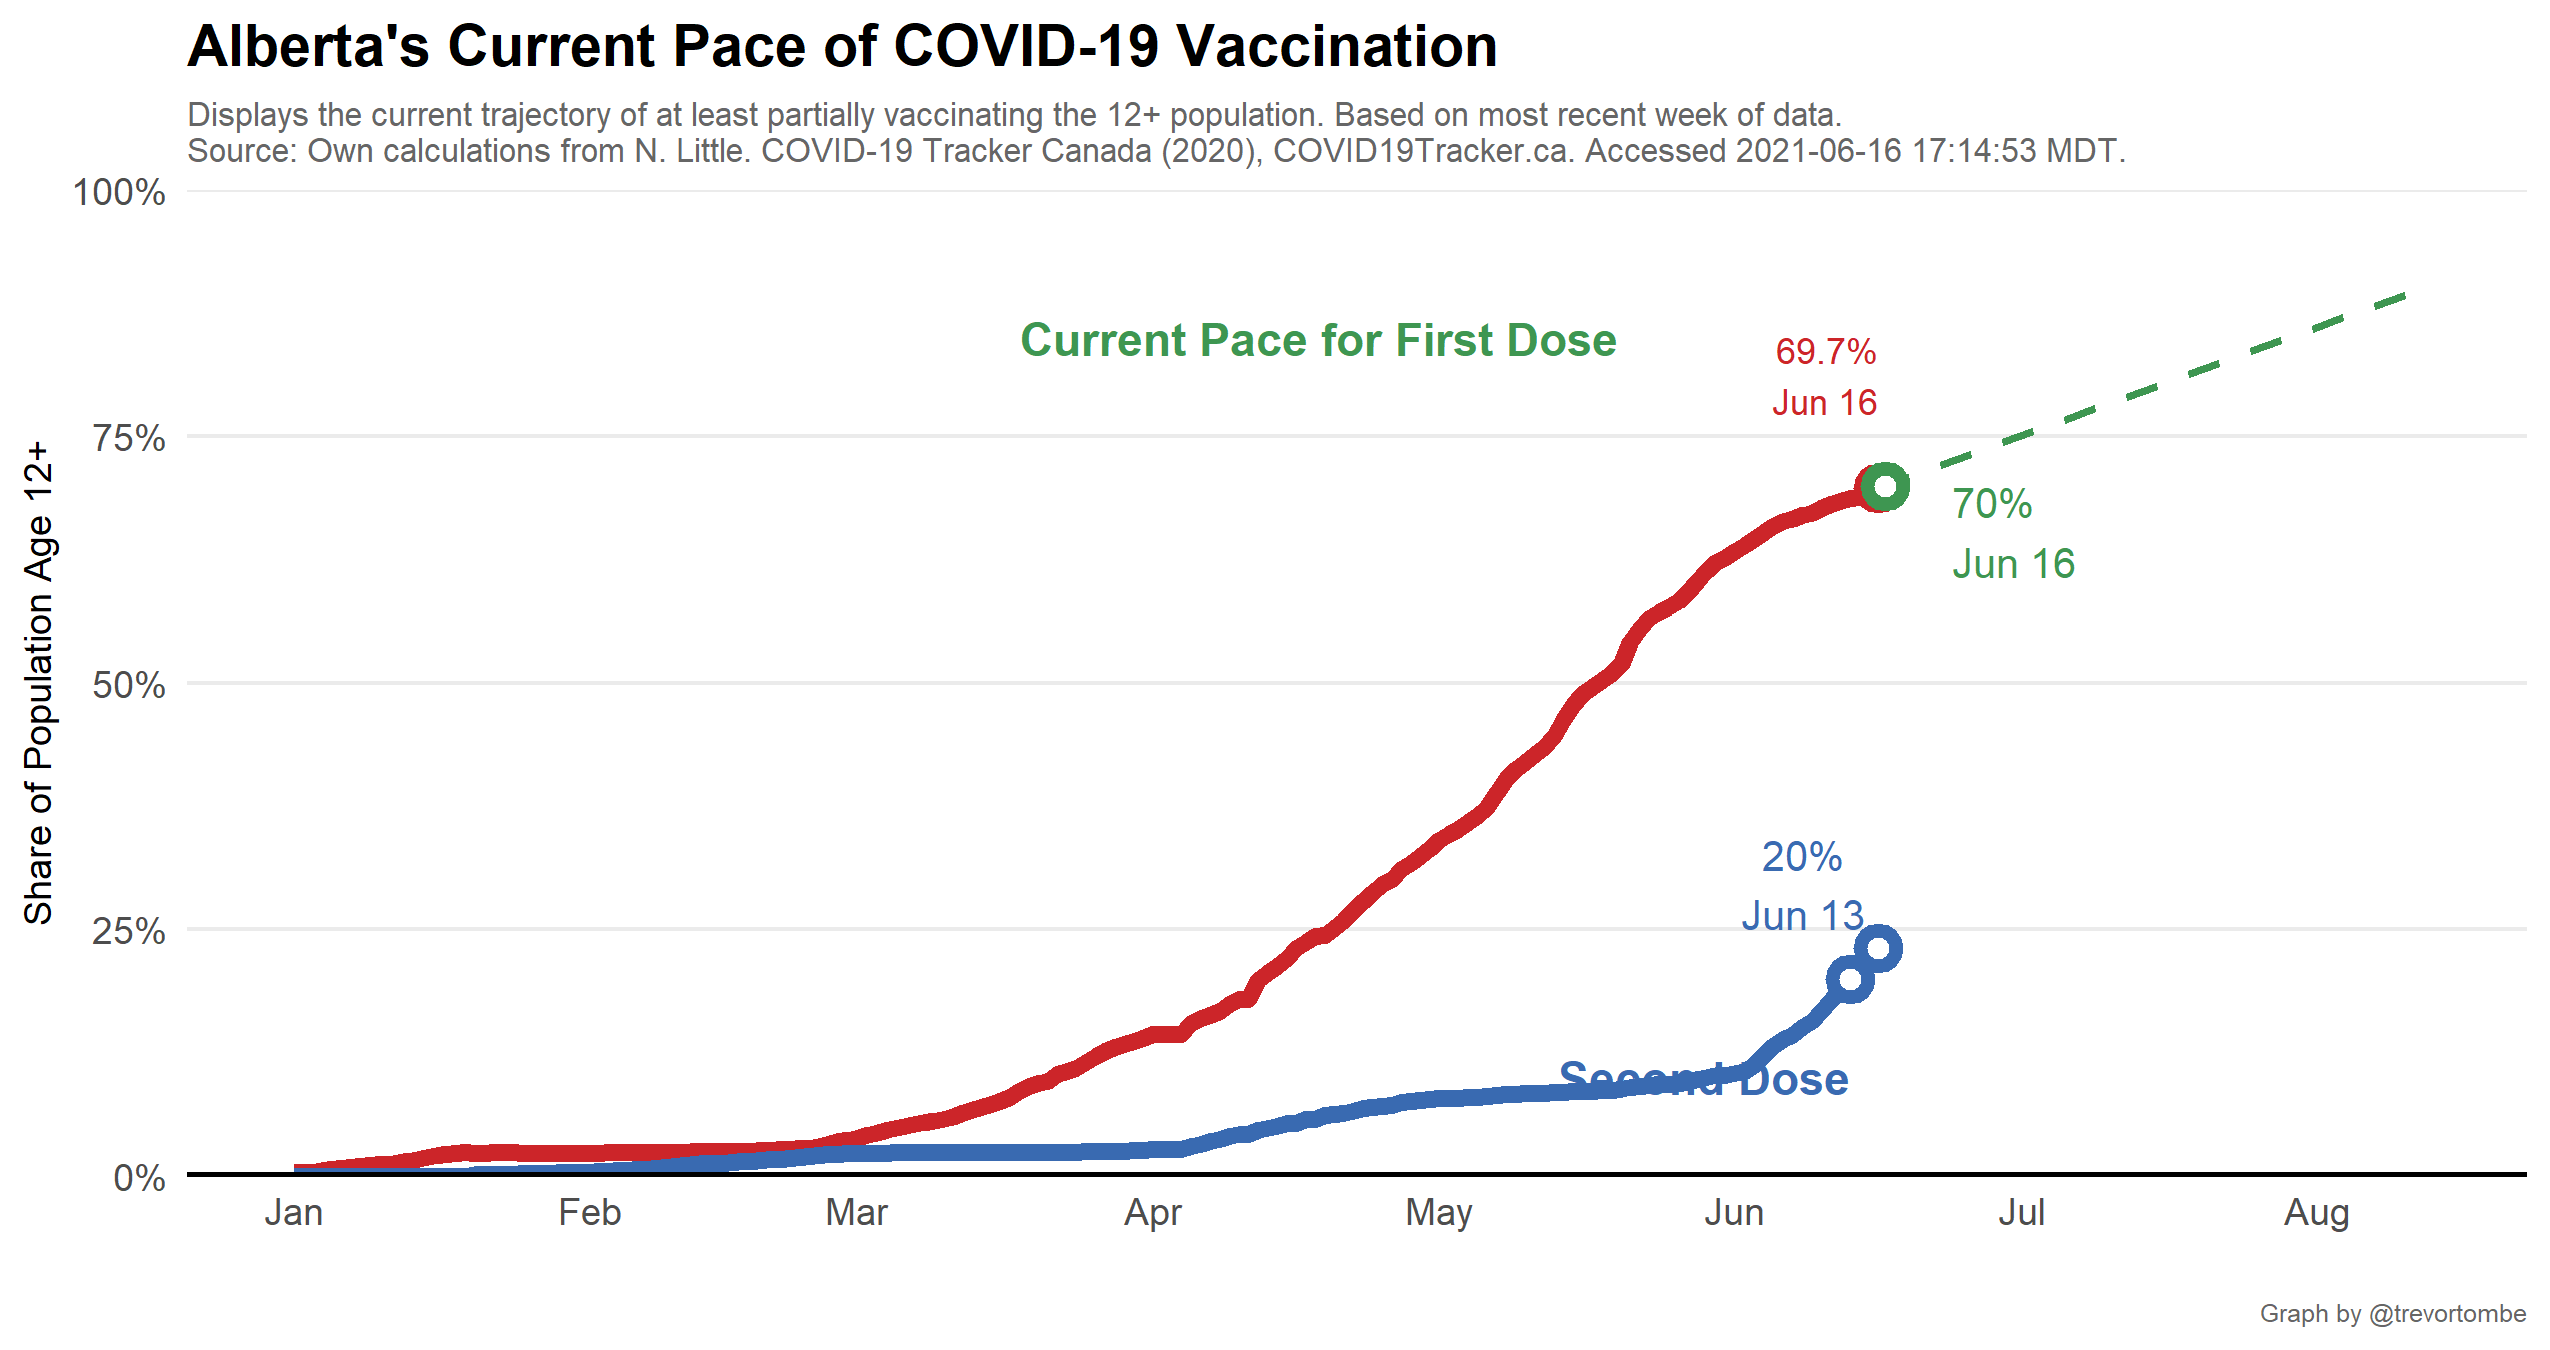 Alberta's Current Pace of COVID-19 Vaccination
Displays the current trajectory of at least partially vaccinating the 12+ population. Based on most recent week of data.
Source: Own calculations from N. Little. COVID-19 Tracker Canada (2020), COVID19Tracker.ca. Accessed 2021-06-16 17:14:53 MDT.
Share of Population Age 12+
100%
75%
50%
25%
0%
Current Pace for First Dose
69.7%
Jun 16
70%
Jun 16
20%
Jun 13
Second Dose
Jan
Feb
Mar
Apr
May
Jun
Jul
Aug
Graph by @trevortombe